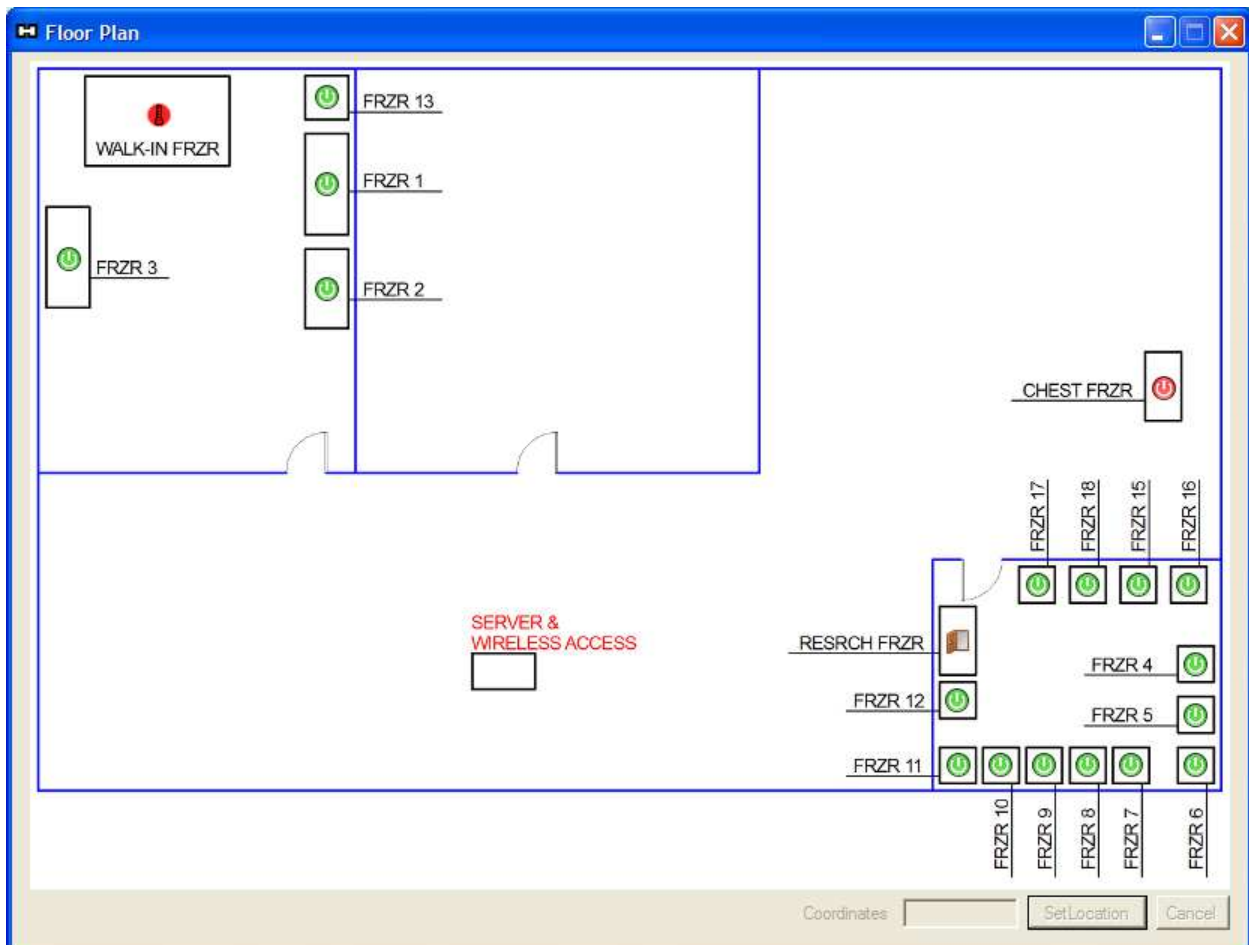 Floor Plan
WALK-IN FRZR
FRZR 13
FRZR 1
FRZR 3
FRZR 2
CHEST FRZR
FRZR 17
FRZR 18
FRZR 15
FRZR 16
SERVER &
WIRELESS ACCESS
RESRCH FRZR
FRZR 4
FRZR 12
FRZR 5
FRZR 11
FRZR 10
FRZR 9
FRZR 8
FRZR 7
FRZR 6
Coordinates
SetLocation
Cancel